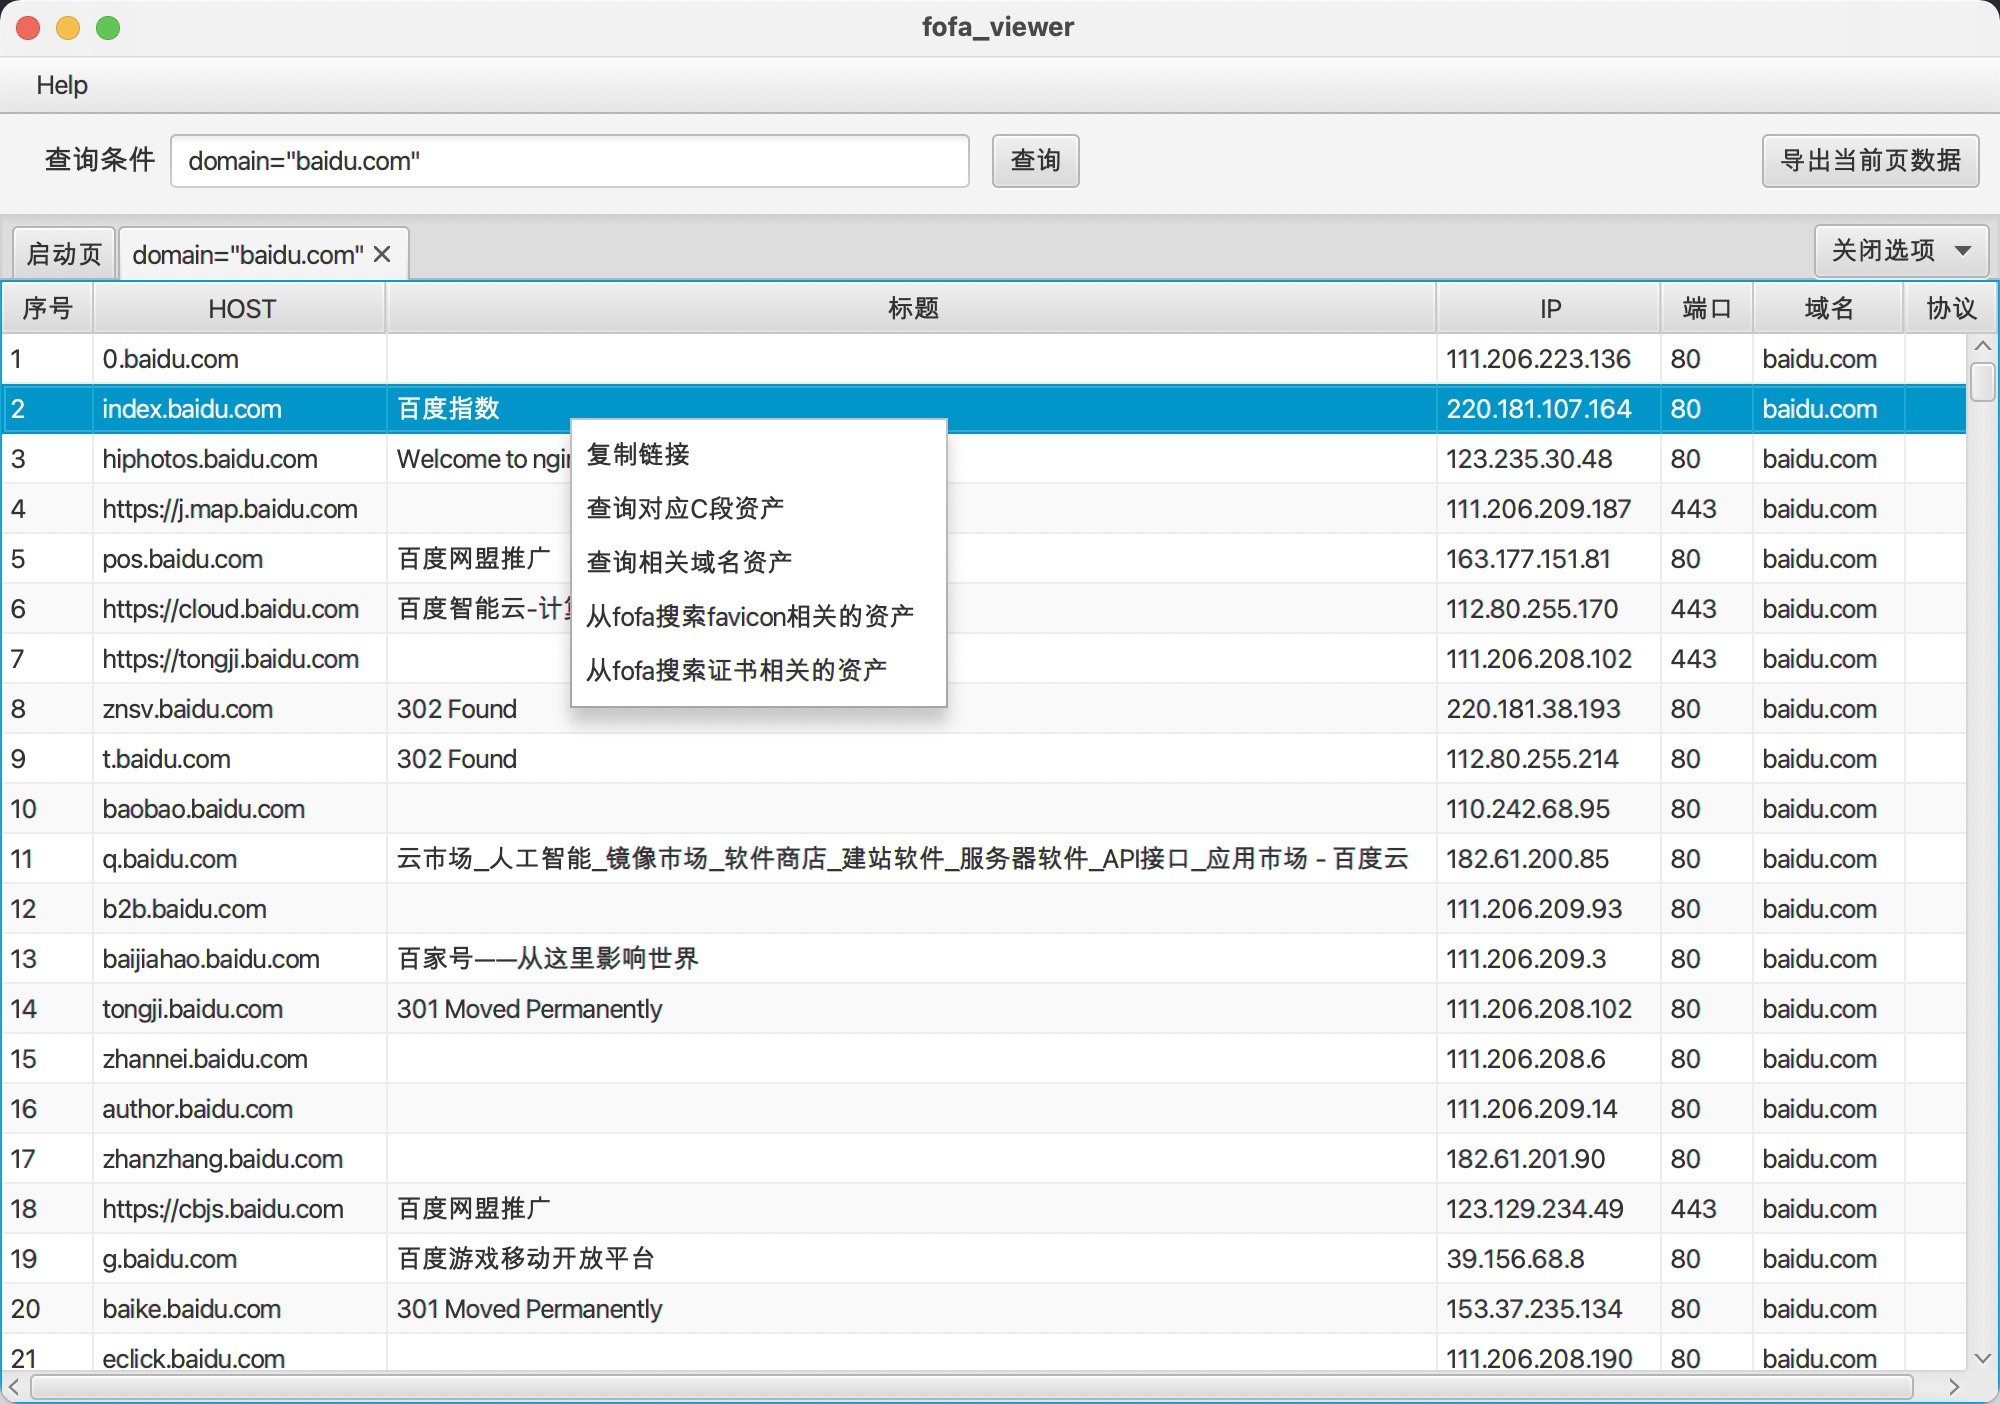 fofa_viewer
Help
查询条件 domain="baidu.com" 查询 导出当前页数据
启动页 domain="baidu.com" 关闭选项
序号 HOST 标题 IP 端口 域名 协议
1 0.baidu.com 111.206.223.136 80 baidu.com
2 index.baidu.com 百度指数 220.181.107.164 80 baidu.com
3 hiphotos.baidu.com Welcome to 123.235.30.48 80 baidu.com
4 https://j.map.baidu.com 111.206.209.187 443 baidu.com
5 pos.baidu.com 百度网盟推广 163.177.151.81 80 baidu.com
6 https://cloud.baidu.com 百度智能云-计 112.80.255.170 443 baidu.com
7 https://tongji.baidu.com 111.206.208.102 443 baidu.com
8 znsv.baidu.com 302 Found 220.181.38.193 80 baidu.com
9 t.baidu.com 302 Found 112.80.255.214 80 baidu.com
10 baobao.baidu.com 110.242.68.95 80 baidu.com
11 q.baidu.com 云市场_人工智能_镜像市场_软件商店_建站软件_服务器软件_API接口_应用市场 - 百度云 182.61.200.85 80 baidu.com
12 b2b.baidu.com 111.206.209.93 80 baidu.com
13 baijiahao.baidu.com 百家号——从这里影响世界 111.206.209.3 80 baidu.com
14 tongji.baidu.com 301 Moved Permanently 111.206.208.102 80 baidu.com
15 zhannei.baidu.com 111.206.208.6 80 baidu.com
16 author.baidu.com 111.206.209.14 80 baidu.com
17 zhanzhang.baidu.com 182.61.201.90 80 baidu.com
18 https://cbjs.baidu.com 百度网盟推广 123.129.234.49 443 baidu.com
19 g.baidu.com 百度游戏移动开放平台 39.156.68.8 80 baidu.com
20 baike.baidu.com 301 Moved Permanently 153.37.235.134 80 baidu.com
21 eclick.baidu.com 111.206.208.190 80 baidu.com
复制链接
查询对应C段资产
查询相关域名资产
从fofa搜索favicon相关的资产
从fofa搜索证书相关的资产